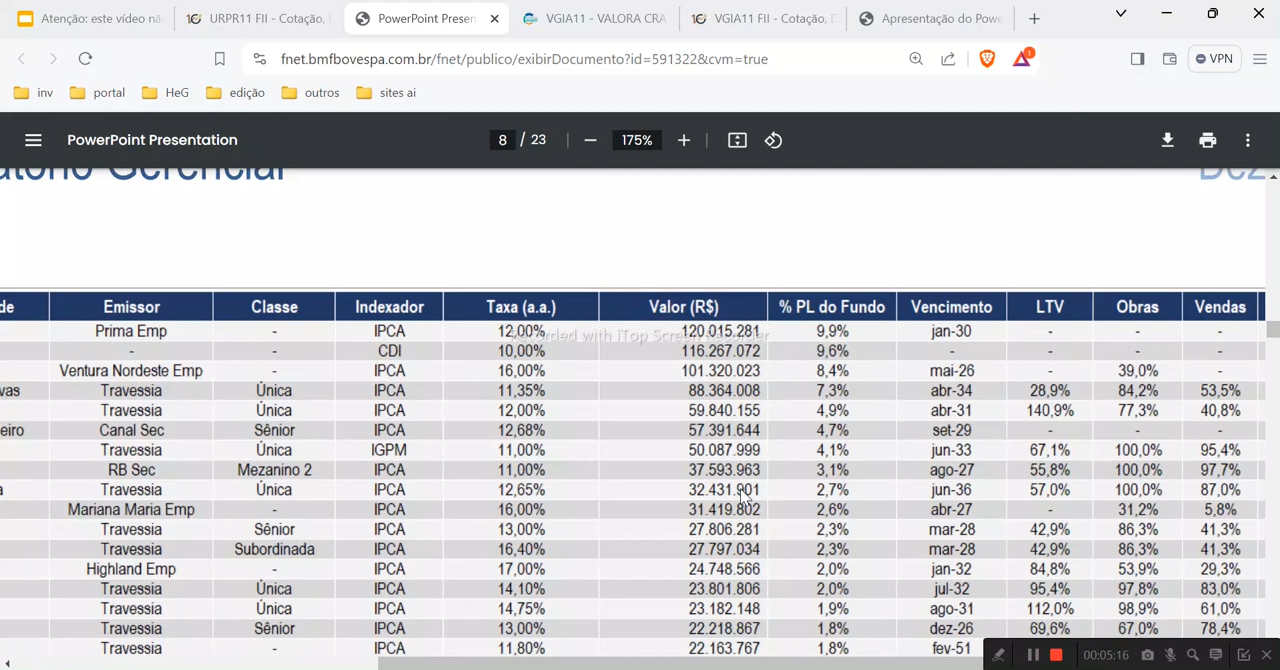 Atenção: este vídeo nã
URPR11 FII - Cotação,
PowerPoint Presen
VGIA11 - VALORA CRA
VGIA11 FII - Cotação, D
Apresentação do Powe
fnet.bmfbovespa.com.br/fnet/publico/exibirDocumento?id=591322&cvm=true
1
VPN
inv portal HeG edição outros sites ai
PowerPoint Presentation 8 / 23 175%
atório Gerencial Dez
de Emissor Classe Indexador Taxa (a.a.) Valor (R$) % PL do Fundo Vencimento LTV Obras Vendas
Prima Emp - IPCA 12,00% 120.015.281 9,9% jan-30 - - -
Recorded with iTop Screen Recorder
- - CDI 10,00% 116.267.072 9,6% - - - -
Ventura Nordeste Emp - IPCA 16,00% 101.320.023 8,4% mai-26 - 39,0% -
vas Travessia Única IPCA 11,35% 88.364.008 7,3% abr-34 28,9% 84,2% 53,5%
Travessia Única IPCA 12,00% 59.840.155 4,9% abr-31 140,9% 77,3% 40,8%
eiro Canal Sec Sênior IPCA 12,68% 57.391.644 4,7% set-29 - - -
Travessia Única IGPM 11,00% 50.087.999 4,1% jun-33 67,1% 100,0% 95,4%
RB Sec Mezanino 2 IPCA 11,00% 37.593.963 3,1% ago-27 55,8% 100,0% 97,7%
a Travessia Única IPCA 12,65% 32.431.901 2,7% jun-36 57,0% 100,0% 87,0%
Mariana Maria Emp - IPCA 16,00% 31.419.802 2,6% abr-27 - 31,2% 5,8%
Travessia Sênior IPCA 13,00% 27.806.281 2,3% mar-28 42,9% 86,3% 41,3%
Travessia Subordinada IPCA 16,40% 27.797.034 2,3% mar-28 42,9% 86,3% 41,3%
Highland Emp - IPCA 17,00% 24.748.566 2,0% jan-32 84,8% 53,9% 29,3%
Travessia Única IPCA 14,10% 23.801.806 2,0% jul-32 95,4% 97,8% 83,0%
Travessia Única IPCA 14,75% 23.182.148 1,9% ago-31 112,0% 98,9% 61,0%
Travessia Sênior IPCA 13,00% 22.218.867 1,8% dez-26 69,6% 67,0% 78,4%
Travessia IPCA 11,80% 22.163.767 1,8% fev-51
00:05:16